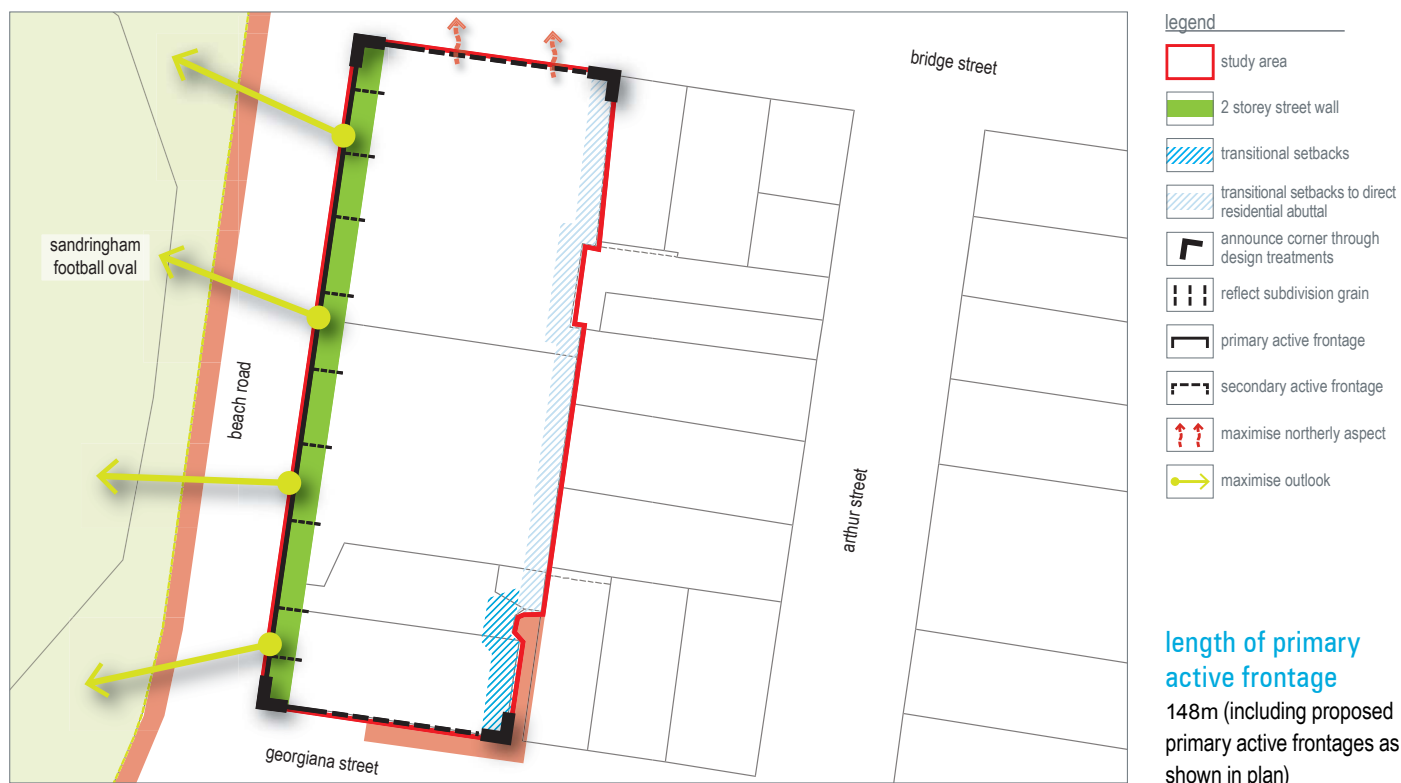 bridge street
sandringham
football oval
beach road
arthur street
georgiana street
legend
study area
2 storey street wall
transitional setbacks
transitional setbacks to direct
residential abuttal
announce corner through
design treatments
reflect subdivision grain
primary active frontage
secondary active frontage
maximise northerly aspect
maximise outlook
length of primary
active frontage
148m (including proposed
primary active frontages as
shown in plan)